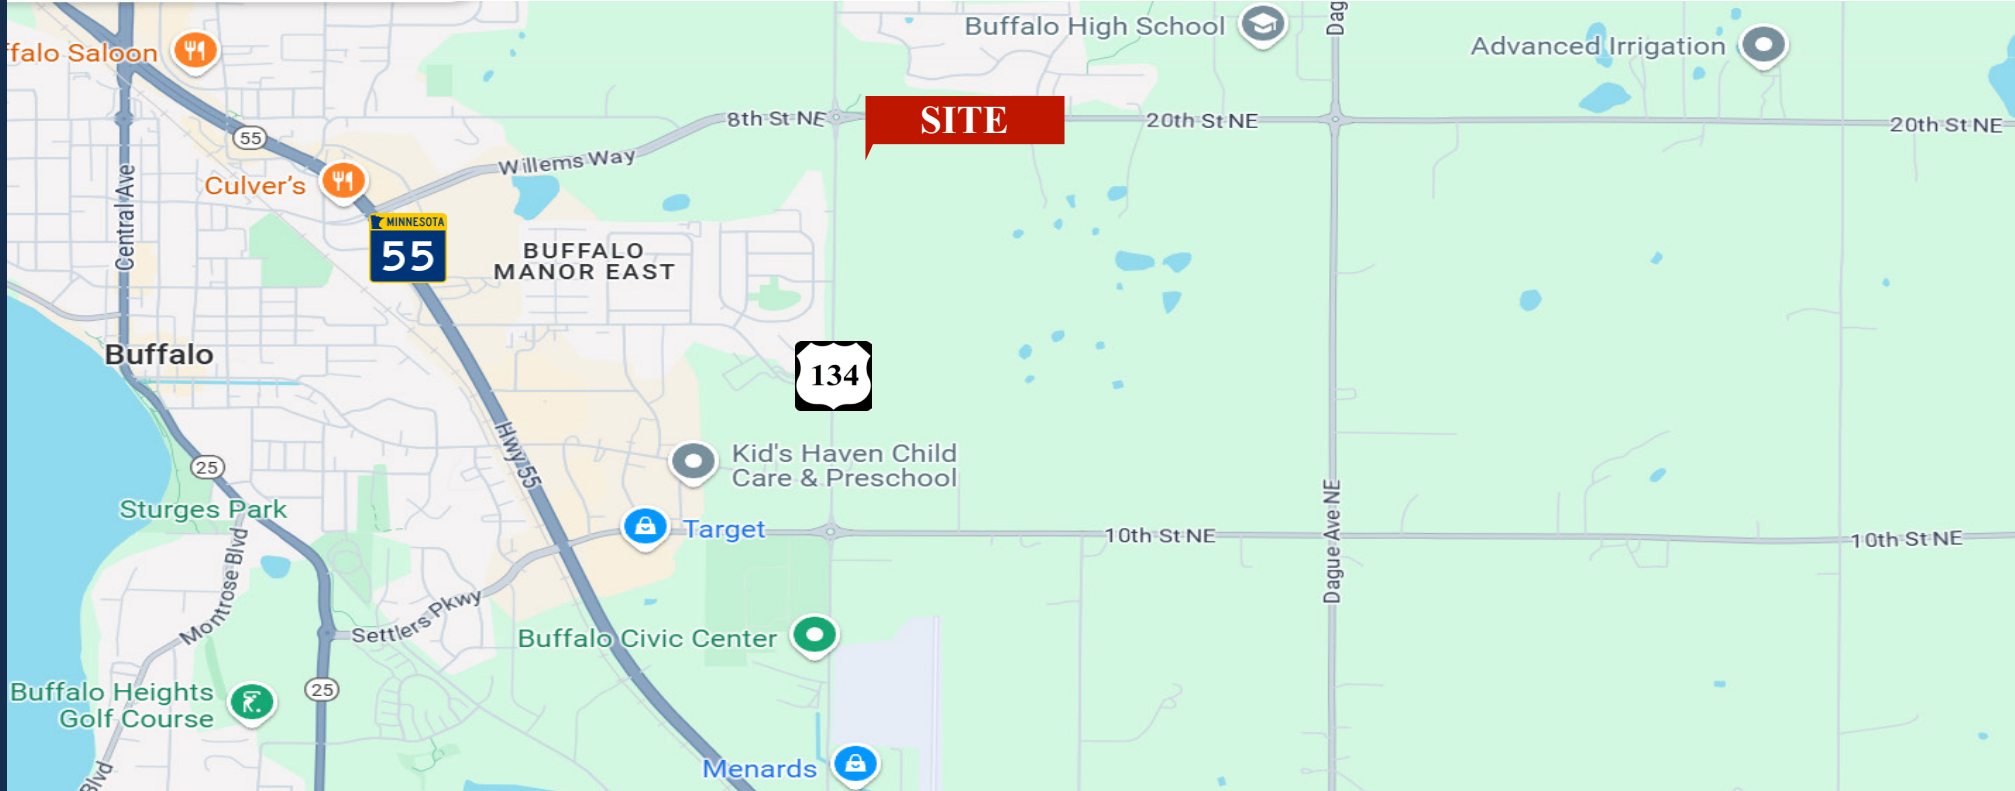 Buffalo High School
Dag
ffalo Saloon
Advanced Irrigation
8th St NE
SITE
20th St NE
20th St NE
55
Willems Way
Culver's
Central Ave
MINNESOTA
55
BUFFALO
MANOR EAST
Buffalo
134
Hwy 55
Kid's Haven Child
Care & Preschool
25
Sturges Park
Target
10th St NE
10th St NE
Dague Ave NE
Montrose Blvd
Settlers Pkwy
Buffalo Civic Center
Buffalo Heights
Golf Course
25
Menards
Blvd